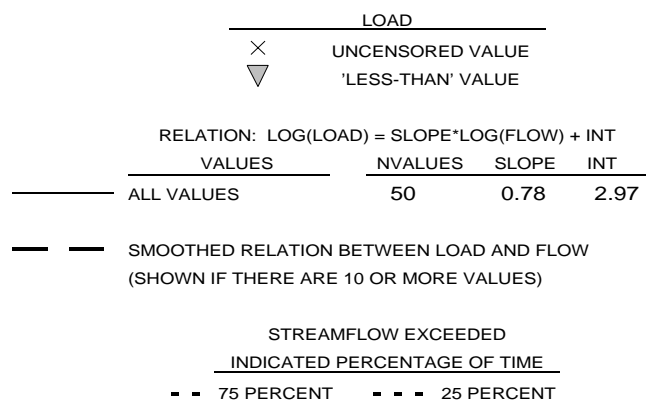 LOAD
UNCENSORED VALUE
'LESS-THAN' VALUE
RELATION: LOG(LOAD) = SLOPE*LOG(FLOW) + INT
VALUES NVALUES SLOPE INT
ALL VALUES 50 0.78 2.97
SMOOTHED RELATION BETWEEN LOAD AND FLOW
(SHOWN IF THERE ARE 10 OR MORE VALUES)
STREAMFLOW EXCEEDED
INDICATED PERCENTAGE OF TIME
75 PERCENT 25 PERCENT